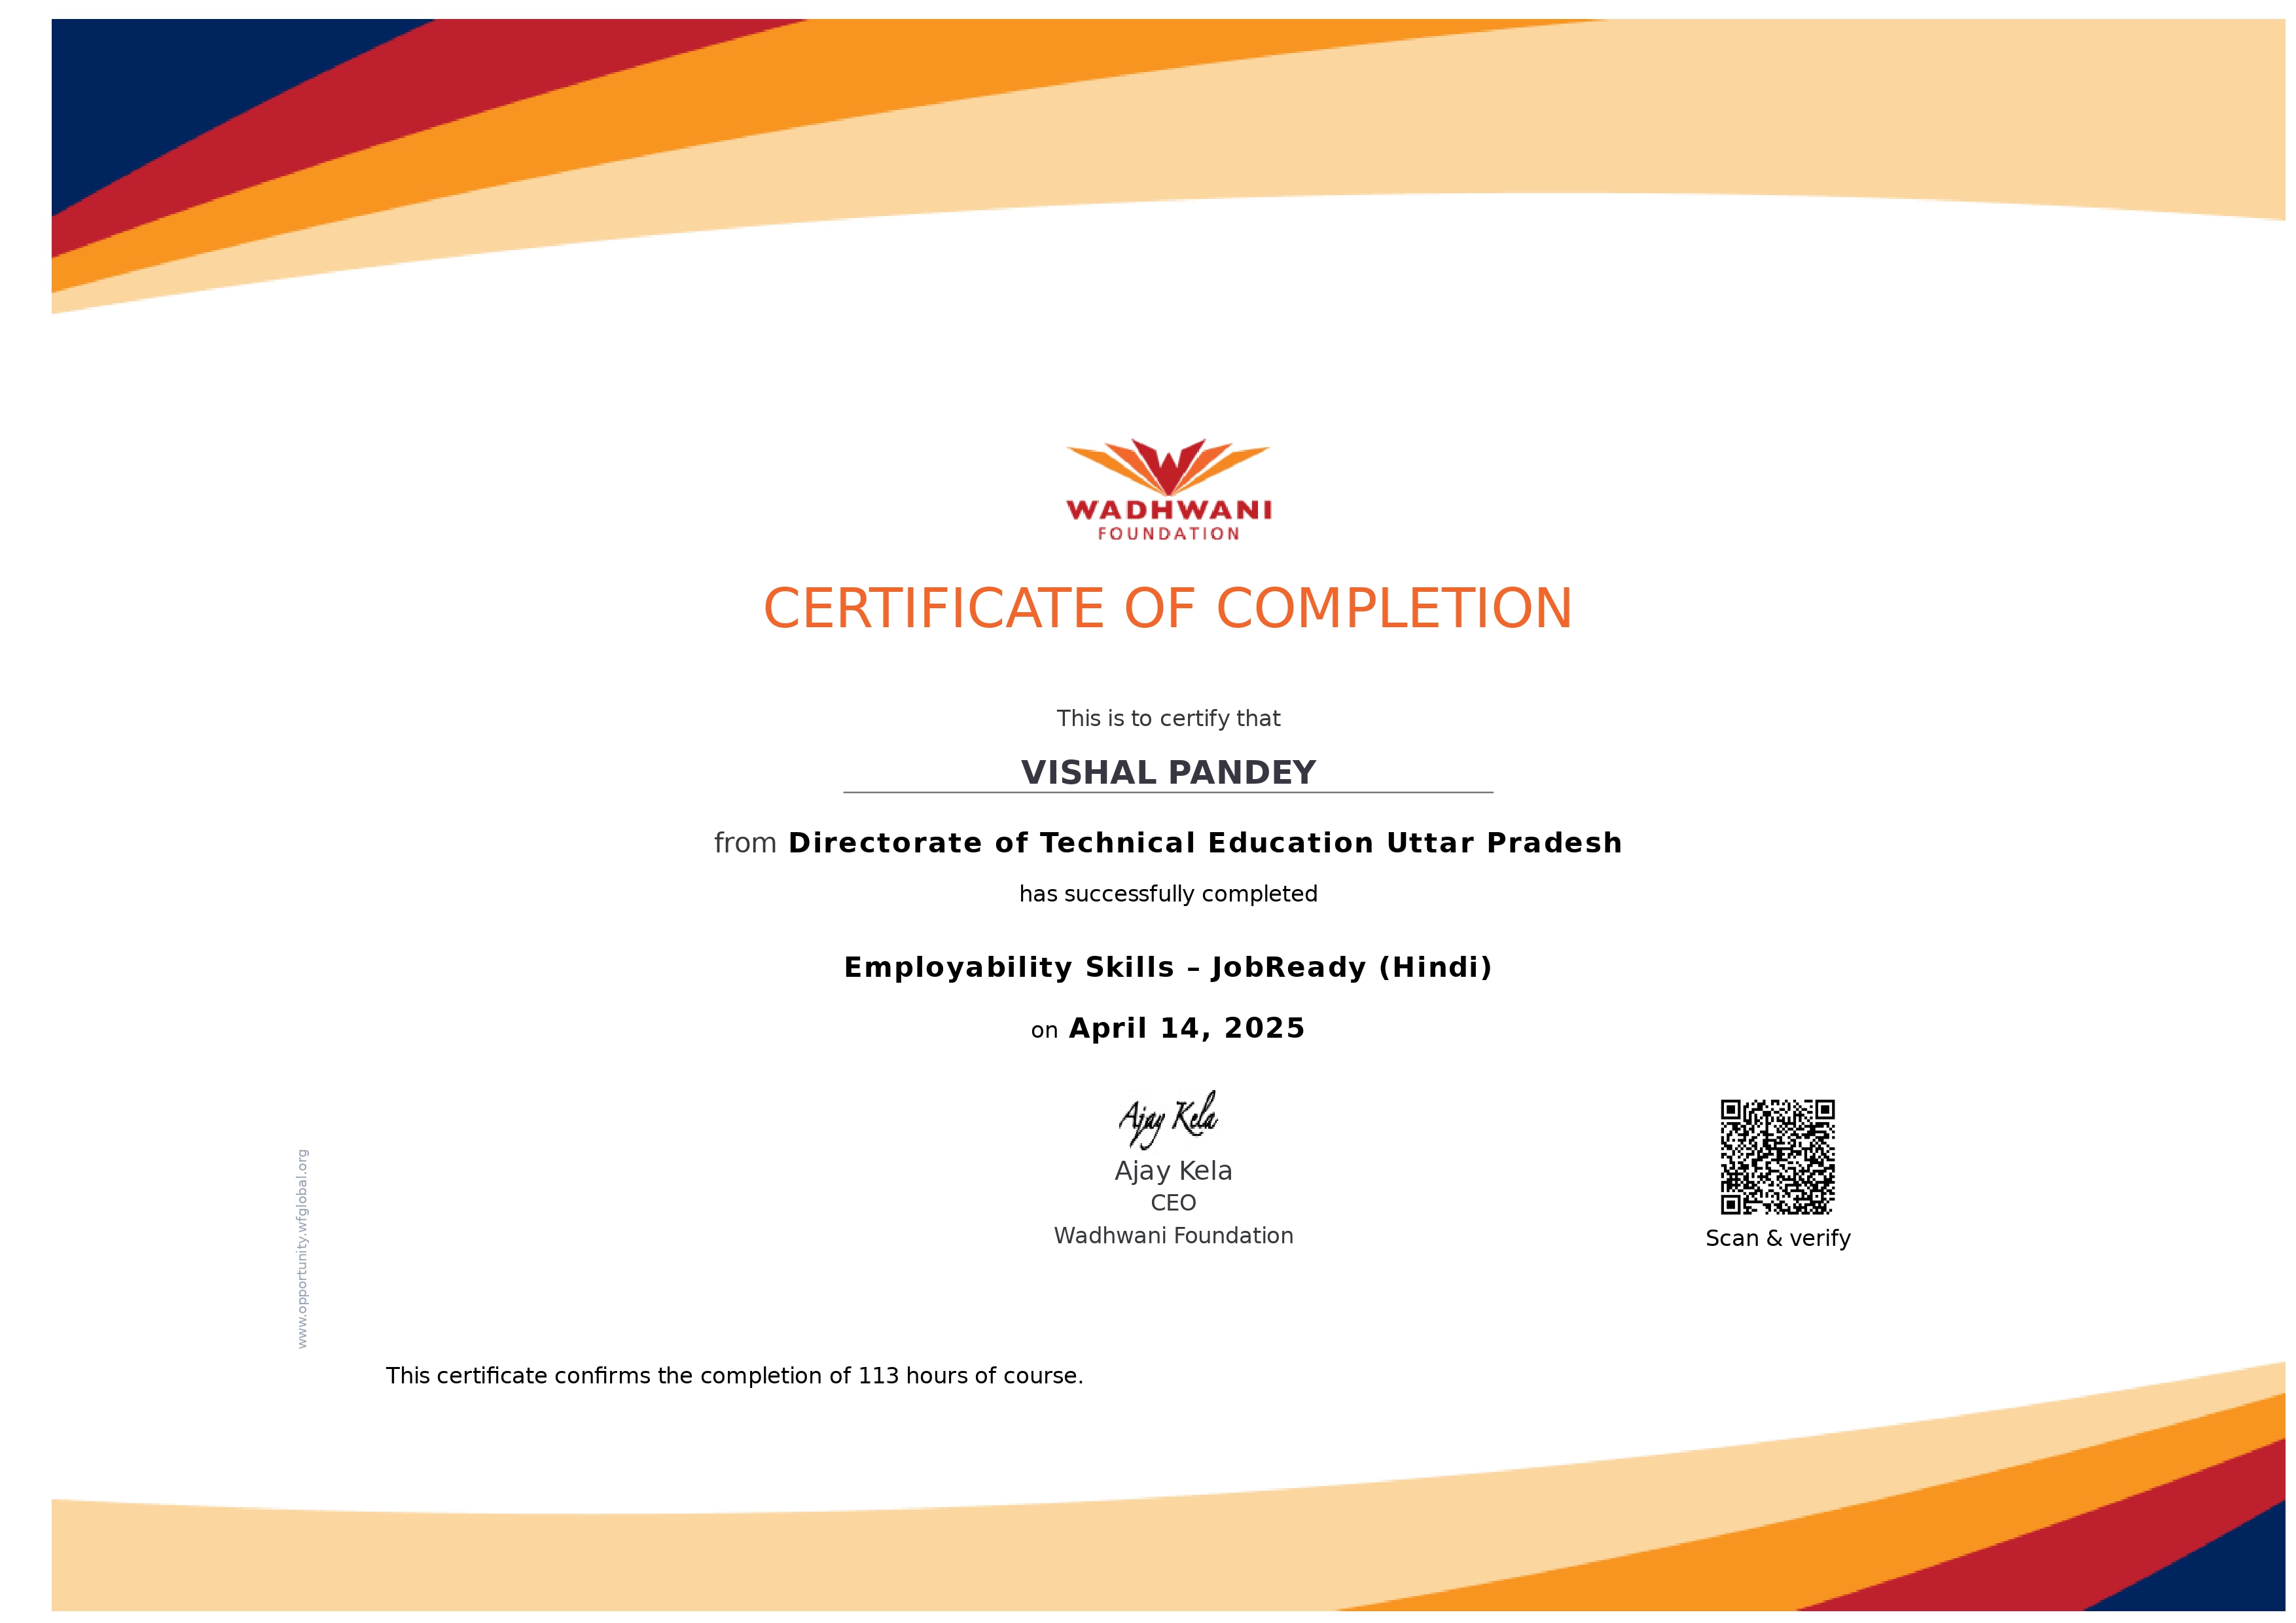 WADHWANI
FOUNDATION
CERTIFICATE OF COMPLETION
This is to certify that
VISHAL PANDEY
from Directorate of Technical Education Uttar Pradesh
has successfully completed
Employability Skills – JobReady (Hindi)
on April 14, 2025
Ajay Kela
Ajay Kela
CEO
Wadhwani Foundation
Scan & verify
www.opportunity.wfglobal.org
This certificate confirms the completion of 113 hours of course.